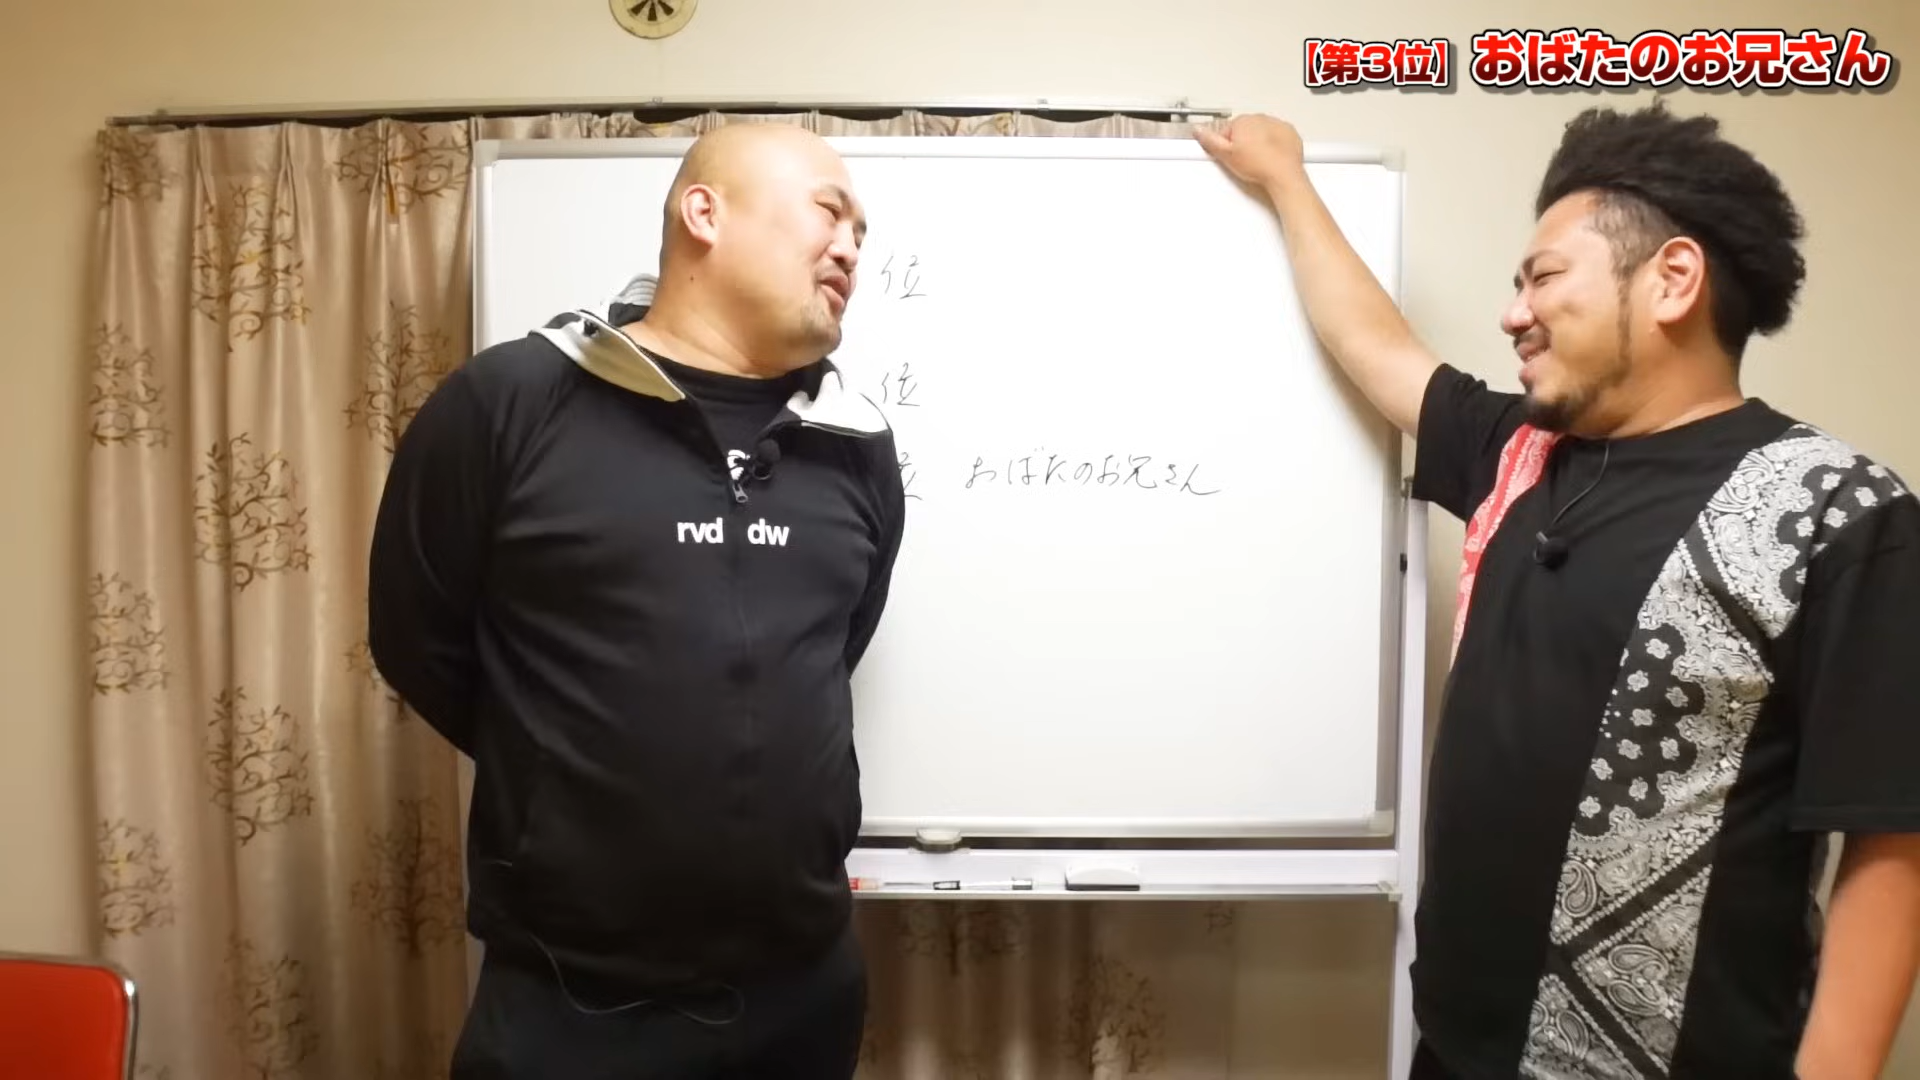 【第3位】おばたのお兄さん
位
位
位 おばたのお兄さん
rvd dw